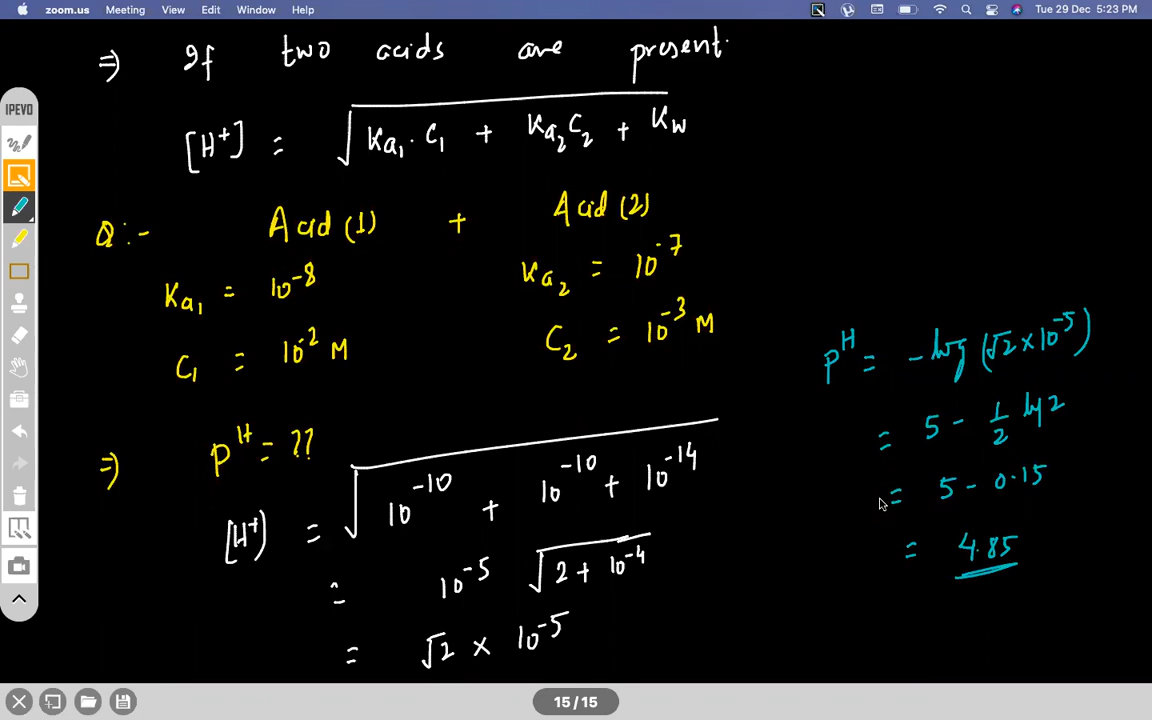 zoom.us Meeting View Edit Window Help Tue 29 Dec 5:23 PM
IPEVO
⇒ If two acids are present.
[H⁺] = √(Ka₁·C₁ + Ka₂C₂ + Kw)
Q:- Acid (1) + Acid (2)
Ka₁ = 10⁻⁸ Ka₂ = 10⁻⁷
C₁ = 10⁻² M C₂ = 10⁻³ M
⇒ pH = ??
[H⁺] = √(10⁻¹⁰ + 10⁻¹⁰ + 10⁻¹⁴)
= 10⁻⁵ √(2 + 10⁻⁴)
= √2 × 10⁻⁵
pH = -log (√2 × 10⁻⁵)
= 5 - 1/2 log 2
= 5 - 0.15
= 4.85
15/15